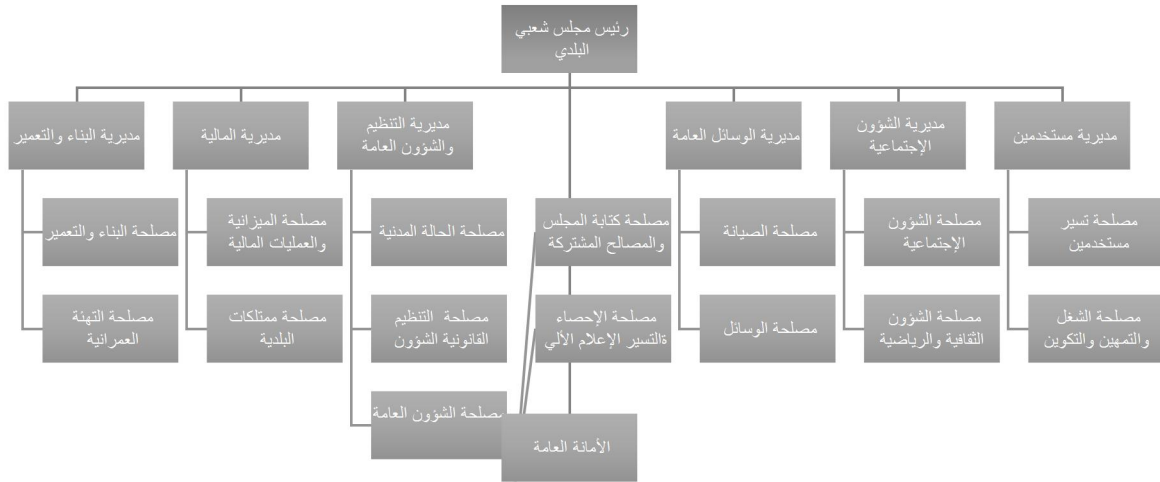 رئيس مجلس شعبي
البلدي
مديرية مستخدمين
مديرية الشؤون
الإجتماعية
مديرية الوسائل العامة
مديرية التنظيم
والشؤون العامة
مديرية المالية
مديرية البناء والتعمير
مصلحة تسير
مستخدمين
مصلحة الشؤون
الإجتماعية
مصلحة الصيانة
مصلحة كتابة المجلس
والمصالح المشتركة
مصلحة الحالة المدنية
مصلحة الميزانية
والعمليات المالية
مصلحة البناء والتعمير
مصلحة الشغل
والتمهين والتكوين
مصلحة الشؤون
الثقافية والرياضية
مصلحة الوسائل
مصلحة الإحصاء
ةالتسير الإعلام الألي
مصلحة التنظيم
القانونية الشؤون
مصلحة ممتلكات
البلدية
مصلحة التهئة
العمرانية
مصلحة الشؤون العامة
الأمانة العامة